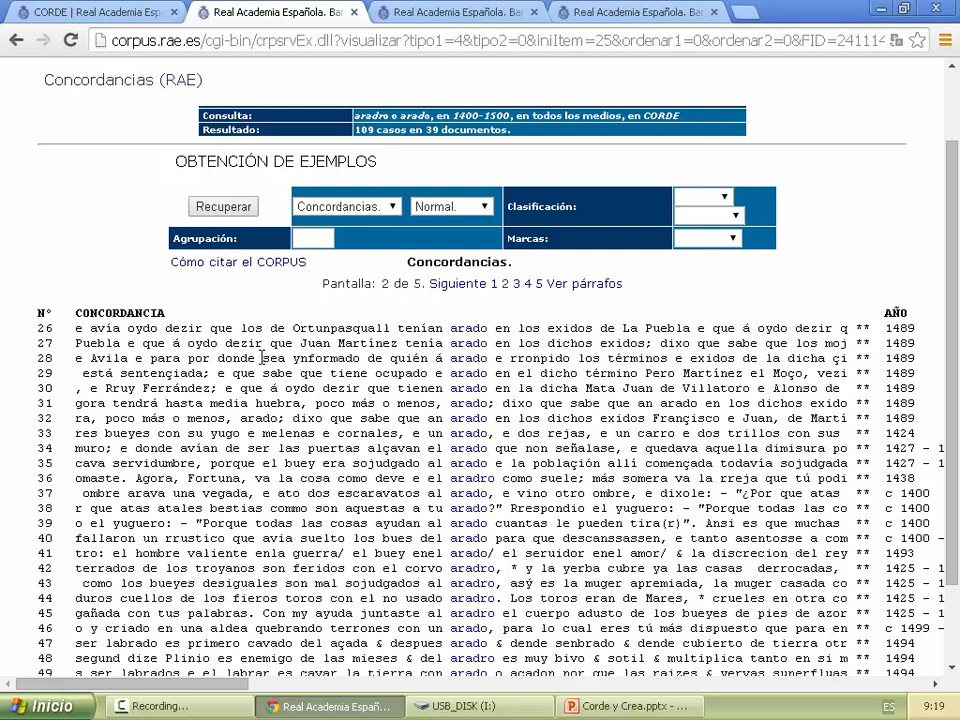 CORDE | Real Academia Esp
Real Academia Española. Ba
Real Academia Española. Ba
Real Academia Española. Ba
corpus.rae.es/cgi-bin/crpsrvEx.dll?visualizar?tipo1=4&tipo2=0&iniItem=25&ordenar1=0&ordenar2=0&FID=241114
Concordancias (RAE)
Consulta: aradro o arado, en 1400-1500, en todos los medios, en CORDE
Resultado: 109 casos en 39 documentos.
OBTENCIÓN DE EJEMPLOS
Recuperar Concordancias. Normal. Clasificación:
Agrupación: Marcas:
Cómo citar el CORPUS Concordancias.
Pantalla: 2 de 5. Siguiente 1 2 3 4 5 Ver párrafos
Nº CONCORDANCIA AÑO
26 e avía oydo dezir que los de Ortunpasquall tenían arado en los exidos de La Puebla e que á oydo dezir q ** 1489
27 Puebla e que á oydo dezir que Juan Martínez tenía arado en los dichos exidos; dixo que sabe que los moj ** 1489
28 e Avila e para por donde sea ynformado de quién á arado e rronpido los términos e exidos de la dicha çi ** 1489
29 está sentençiada; e que sabe que tiene ocupado e arado en el dicho término Pero Martínez el Moço, vezi ** 1489
30 , e Rruy Ferrández; e que á oydo dezir que tienen arado en la dicha Mata Juan de Villatoro e Alonso de ** 1489
31 gora tendrá hasta media huebra, poco más o menos, arado; dixo que sabe que an arado en los dichos exido ** 1489
32 ra, poco más o menos, arado; dixo que sabe que an arado en los dichos exidos Françisco e Juan, de Martí ** 1489
33 res bueyes con su yugo e melenas e cornales, e un arado, e dos rejas, e un carro e dos trillos con sus ** 1424
34 muro; e donde avían de ser las puertas alçavan el arado que non señalase, e quedava aquella dimisura po ** 1427 - 1
35 cava servidumbre, porque el buey era sojudgado al arado e la poblaçión allí començada todavía sojudgada ** 1427 - 1
36 omaste. Agora, Fortuna, va la cosa como deve e el aradro como suele; más somera va la rreja que tú podi ** 1438
37 ombre arava una vegada, e ato dos escaravatos al arado, e vino otro ombre, e dixole: - "¿Por que atas ** c 1400
38 r que atas atales bestias commo son aquestas a tu arado?" Rrespondio el yuguero: - "Porque todas las co ** c 1400
39 o el yuguero: - "Porque todas las cosas ayudan al arado cuantas le pueden tira(r)". Ansi es que muchas ** c 1400
40 fallaron un rrustico que avia suelto los bues del arado para que descanssassen, e tanto asentosse a com ** c 1400 -
41 tro: el hombre valiente enla guerra/ el buey enel arado/ el seruidor enel amor/ & la discrecion del rey ** 1493
42 terrados de los troyanos son feridos con el corvo aradro, * y la yerba cubre ya las casas derrocadas, ** 1425 - 1
43 como los bueyes desiguales son mal sojudgados al aradro, asý es la muger apremiada, la muger casada co ** 1425 - 1
44 duros cuellos de los fieros toros con el no usado aradro. Los toros eran de Mares, * crueles en otra co ** 1425 - 1
45 gañada con tus palabras. Con my ayuda juntaste al aradro el cuerpo adusto de los bueyes de pies de azor ** 1425 - 1
46 o y criado en una aldea quebrando terrones con un arado, para lo cual eres tú más dispuesto que para en ** c 1499 -
47 ser labrado es primero cavado del açada & despues arado & dende senbrado & dende cubierto de tierra otr ** 1494
48 segund dize Plinio es enemigo de las mieses & del aradro es muy bivo & sotil & multiplica tanto en si m ** 1494
49 s ser labrados e el labrar es cavar la tierra con arado o açadon por que las raizes & yervas superfluas ** 1494
Inicio
Recording...
Real Academia Españ...
USB_DISK (I:)
Corde y Crea.pptx - ...
ES
9:19